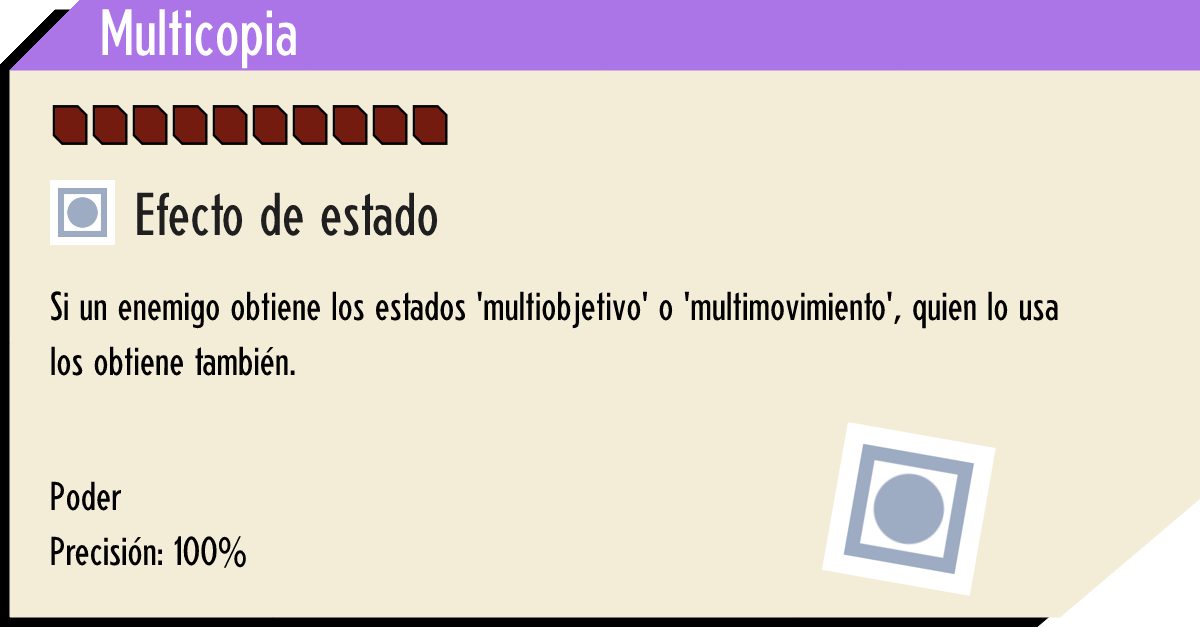 Multicopia
Efecto de estado
Si un enemigo obtiene los estados 'multiobjetivo' o 'multimovimiento', quien lo usa
los obtiene también.
Poder
Precisión: 100%